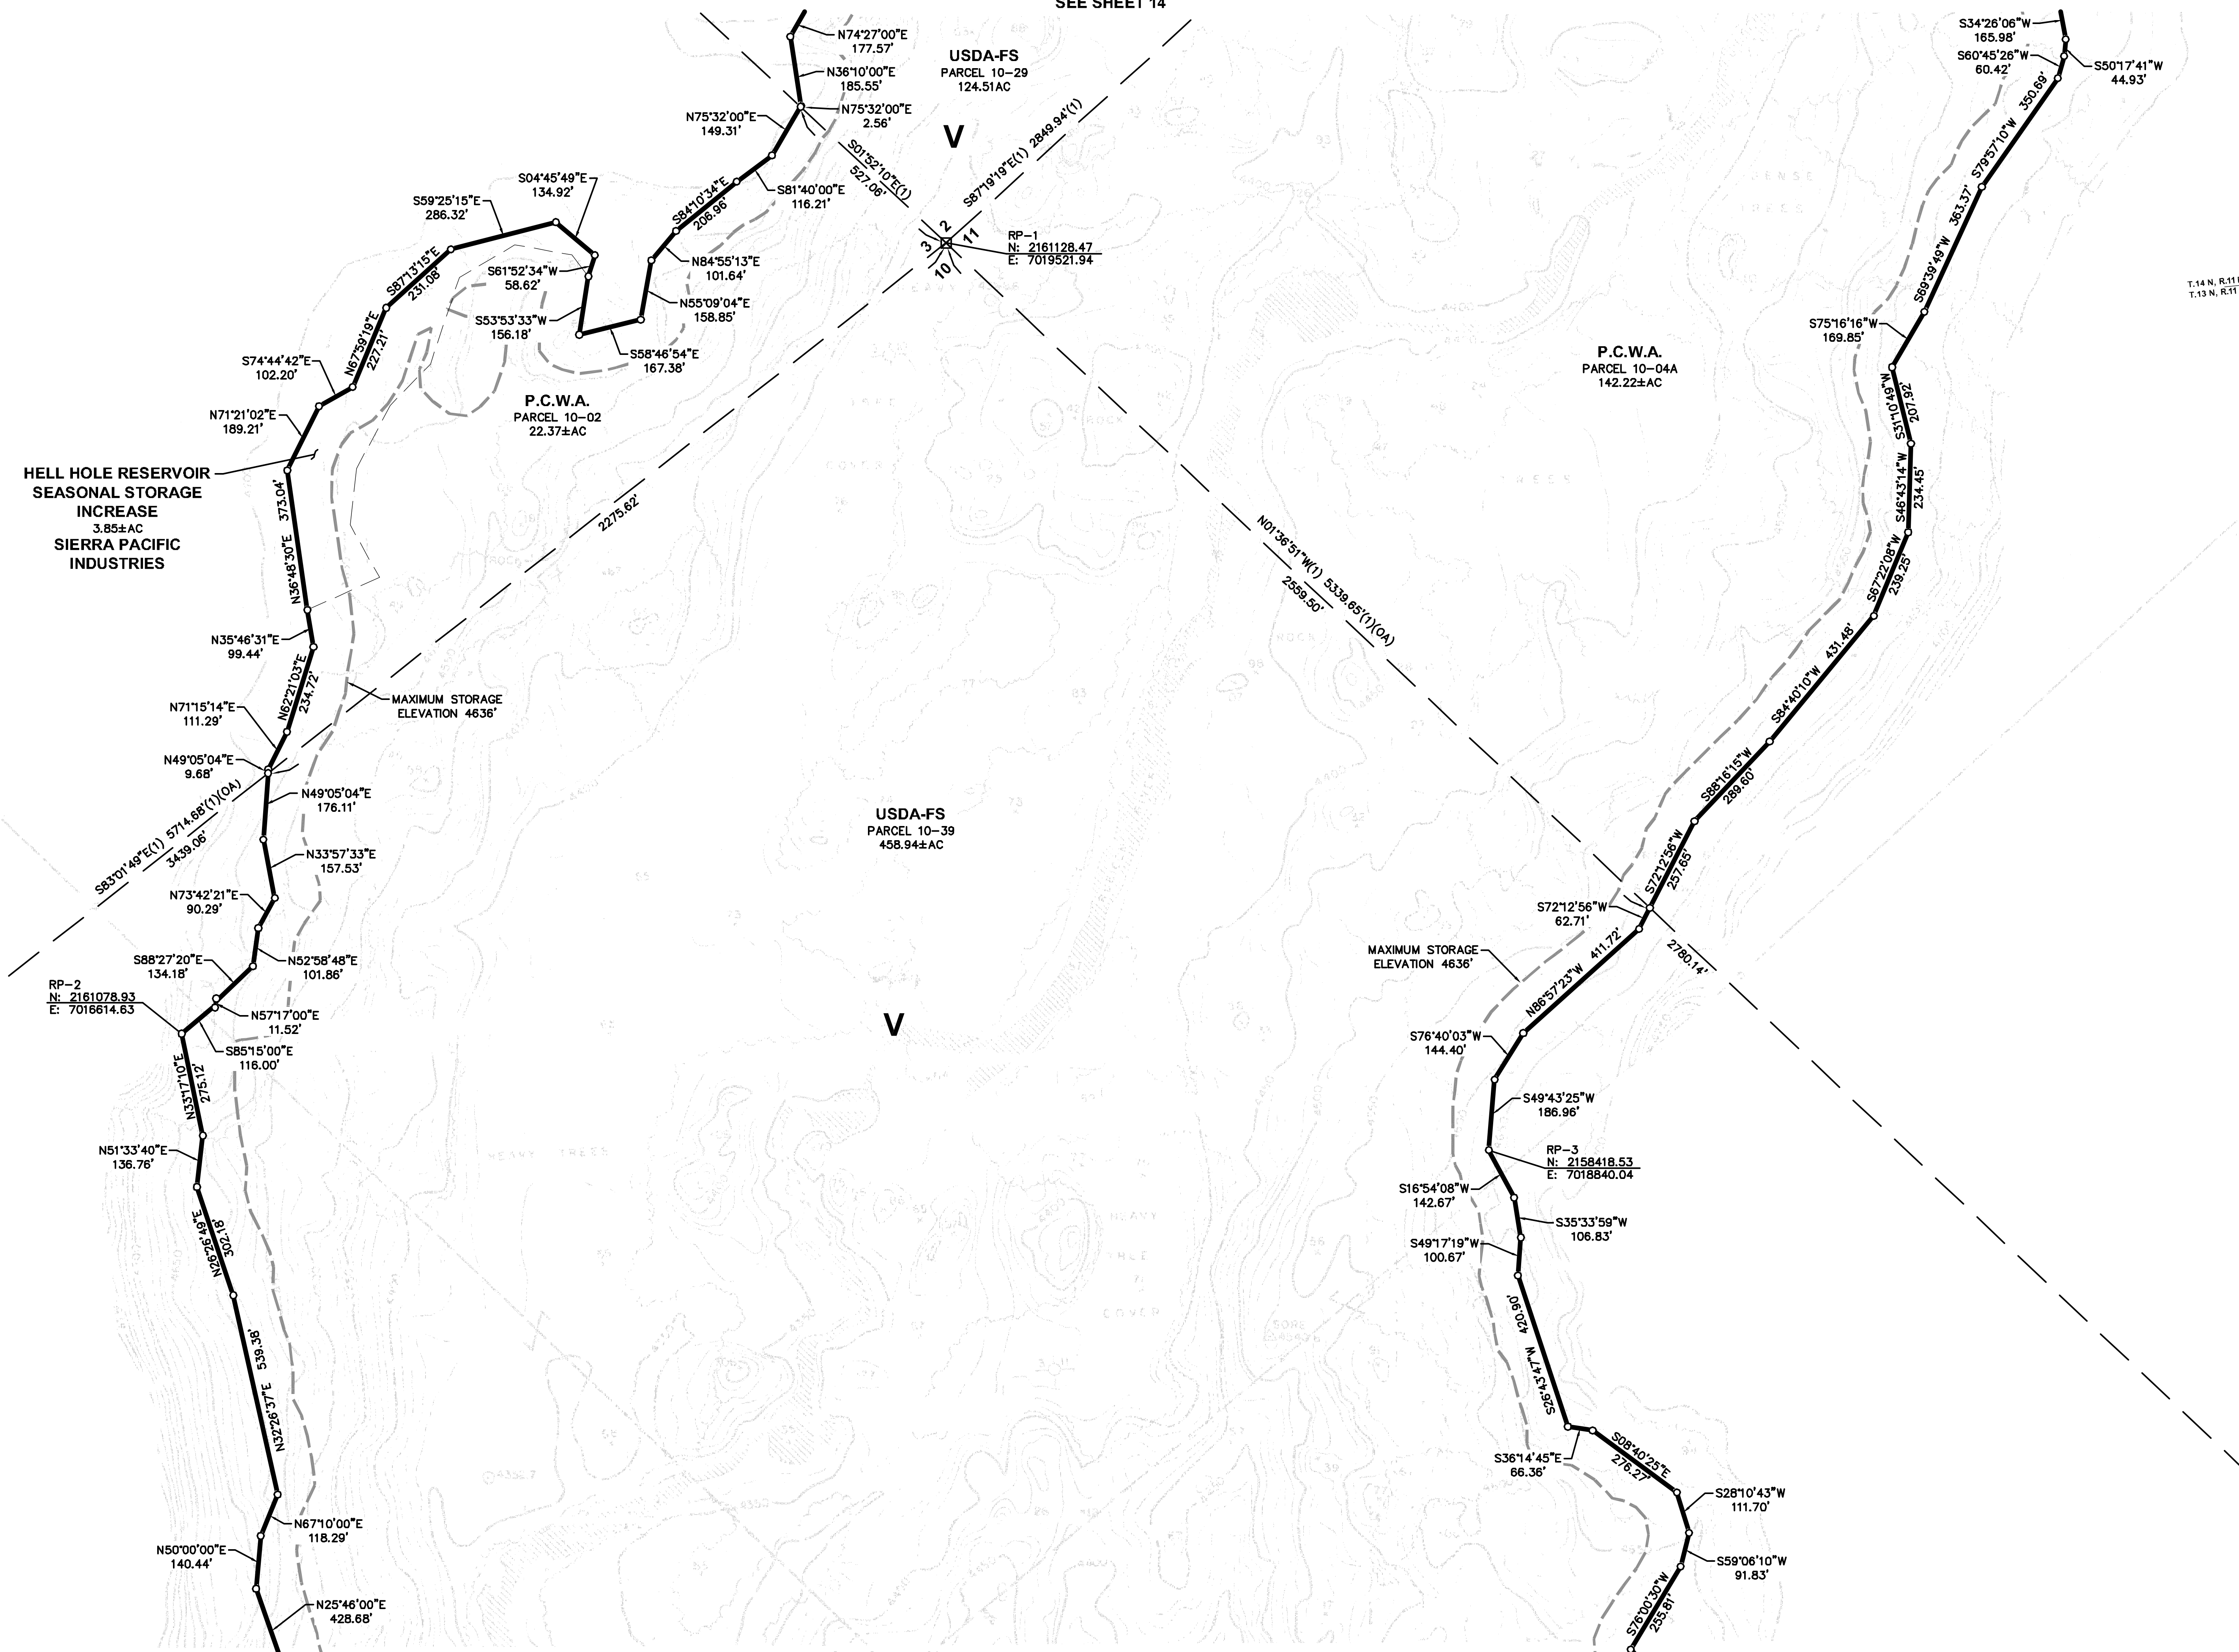 SEE SHEET 14
N74°27'00"E
177.57'
N36°10'00"E
185.55'
N75°32'00"E
2.56'
N75°32'00"E
149.31'
USDA-FS
PARCEL 10-29
124.51AC
V
S01°52'10"E(1)
527.06'
S87°19'19"E(1) 2849.94'(1)
S81°40'00"E
116.21'
S84°10'34"E
206.96'
S04°45'49"E
134.92'
S59°25'15"E
286.32'
S87°13'15"E
231.08'
S61°52'34"W
58.62'
N84°55'13"E
101.64'
N55°09'04"E
158.85'
S53°53'33"W
156.18'
S58°46'54"E
167.38'
2
3
11
10
RP-1
N: 2161128.47
E: 7019521.94
N67°59'19"E
227.21'
S74°44'42"E
102.20'
N71°21'02"E
189.21'
P.C.W.A.
PARCEL 10-02
22.37±AC
HELL HOLE RESERVOIR
SEASONAL STORAGE
INCREASE
3.85±AC
SIERRA PACIFIC
INDUSTRIES
N36°48'30"E 373.04'
2275.62'
N35°46'31"E
99.44'
N62°21'03"E
234.72'
N71°15'14"E
111.29'
MAXIMUM STORAGE
ELEVATION 4636'
N49°05'04"E
9.68'
S83°01'49"E(1) 5714.68'(1)(OA)
3439.06'
N49°05'04"E
176.11'
N33°57'33"E
157.53'
N73°42'21"E
90.29'
S88°27'20"E
134.18'
N52°58'48"E
101.86'
RP-2
N: 2161078.93
E: 7016614.63
N57°17'00"E
11.52'
S85°15'00"E
116.00'
N33°17'10"E
275.12'
N51°33'40"E
136.76'
N26°26'49"E
302.18'
N32°26'37"E 539.38'
N67°10'00"E
118.29'
N50°00'00"E
140.44'
N25°46'00"E
428.68'
USDA-FS
PARCEL 10-39
458.94±AC
V
N01°36'51"W(1) 5339.65'(1)(OA)
2559.50'
2780.14'
S34°26'06"W
165.98'
S60°45'26"W
60.42'
S50°17'41"W
44.93'
S79°57'10"W 350.69'
S69°39'49"W 363.37'
T.14 N, R.11
T.13 N, R.11
S75°16'16"W
169.85'
P.C.W.A.
PARCEL 10-04A
142.22±AC
S31°10'49"W
207.92'
S46°43'14"W
234.45'
S67°22'08"W
239.25'
S84°40'10"W 431.48'
S88°16'15"W
289.60'
S72°12'56"W
257.65'
S72°12'56"W
62.71'
MAXIMUM STORAGE
ELEVATION 4636'
N86°57'23"W 411.72'
S76°40'03"W
144.40'
S49°43'25"W
186.96'
RP-3
N: 2158418.53
E: 7018840.04
S16°54'08"W
142.67'
S35°33'59"W
106.83'
S49°17'19"W
100.67'
S26°43'47"W 420.90'
S36°14'45"E
66.36'
S08°40'25"E
276.27'
S28°10'43"W
111.70'
S59°06'10"W
91.83'
S76°00'30"W
255.81'